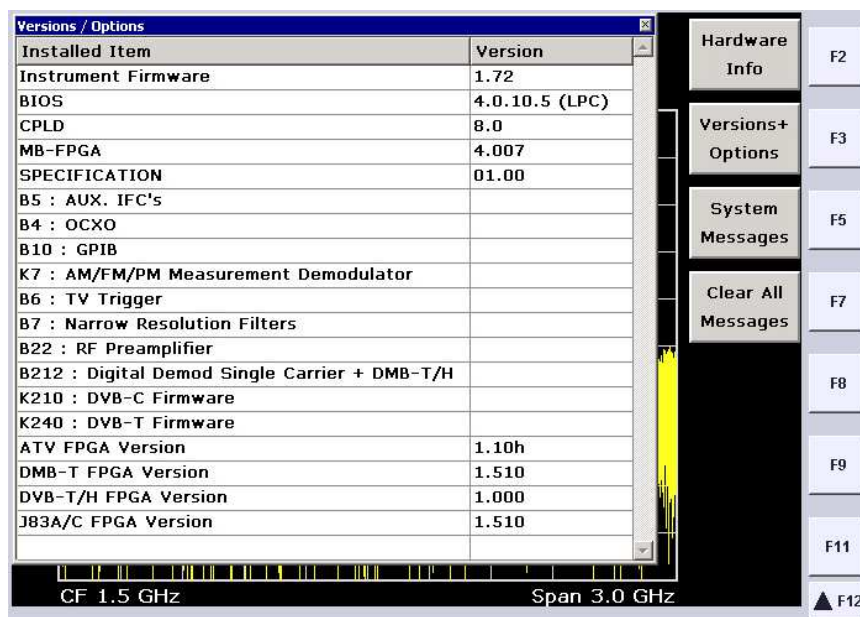 Versions / Options
Installed Item Version
Instrument Firmware 1.72
BIOS 4.0.10.5 (LPC)
CPLD 8.0
MB-FPGA 4.007
SPECIFICATION 01.00
B5 : AUX. IFC's
B4 : OCXO
B10 : GPIB
K7 : AM/FM/PM Measurement Demodulator
B6 : TV Trigger
B7 : Narrow Resolution Filters
B22 : RF Preamplifier
B212 : Digital Demod Single Carrier + DMB-T/H
K210 : DVB-C Firmware
K240 : DVB-T Firmware
ATV FPGA Version 1.10h
DMB-T FPGA Version 1.510
DVB-T/H FPGA Version 1.000
J83A/C FPGA Version 1.510
CF 1.5 GHz Span 3.0 GHz
Hardware
Info
Versions+
Options
System
Messages
Clear All
Messages
F2
F3
F5
F7
F8
F9
F11
F12